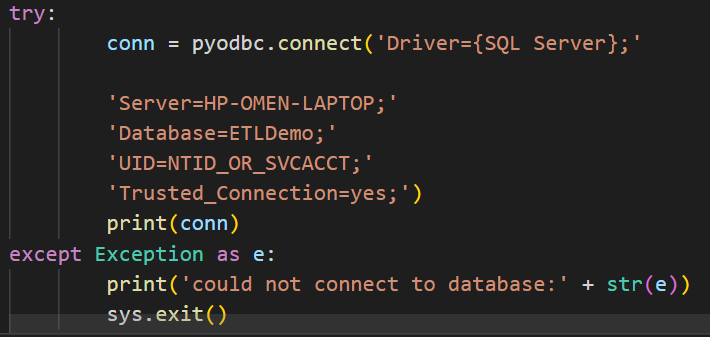 try:
conn = pyodbc.connect('Driver={SQL Server};'
'Server=HP-OMEN-LAPTOP;'
'Database=ETLDemo;'
'UID=NTID_OR_SVCACCT;'
'Trusted_Connection=yes;')
print(conn)
except Exception as e:
print('could not connect to database:' + str(e))
sys.exit()